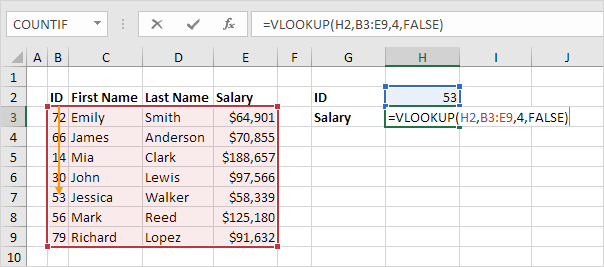 COUNTIF =VLOOKUP(H2,B3:E9,4,FALSE)
A B C D E F G H I J
1
2 ID First Name Last Name Salary ID 53
3 72 Emily Smith $64,901 Salary =VLOOKUP(H2,B3:E9,4,FALSE)
4 66 James Anderson $70,855
5 14 Mia Clark $188,657
6 30 John Lewis $97,566
7 53 Jessica Walker $58,339
8 56 Mark Reed $125,180
9 79 Richard Lopez $91,632
10